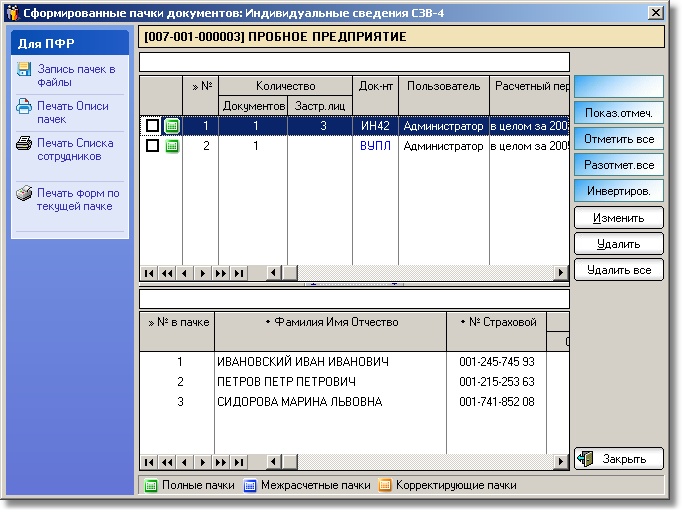 Сформированные пачки документов: Индивидуальные сведения СЗВ-4
Для ПФР
Запись пачек в
файлы
Печать Описи
пачек
Печать Списка
сотрудников
Печать Форм по
текущей пачке
[007-001-000003] ПРОБНОЕ ПРЕДПРИЯТИЕ
» № Количество Док-нт Пользователь Расчетный пер
Документов Застр.лиц
1 1 3 ИН42 Администратор в целом за 200
2 1 ВУПЛ Администратор в целом за 200
Показ.отмеч.
Отметить все
Разотмет.все
Инвертиров.
Изменить
Удалить
Удалить все
» № в пачке • Фамилия Имя Отчество • № Страховой
1 ИВАНОВСКИЙ ИВАН ИВАНОВИЧ 001-245-745 93
2 ПЕТРОВ ПЕТР ПЕТРОВИЧ 001-215-253 63
3 СИДОРОВА МАРИНА ЛЬВОВНА 001-741-852 08
Закрыть
Полные пачки Межрасчетные пачки Корректирующие пачки